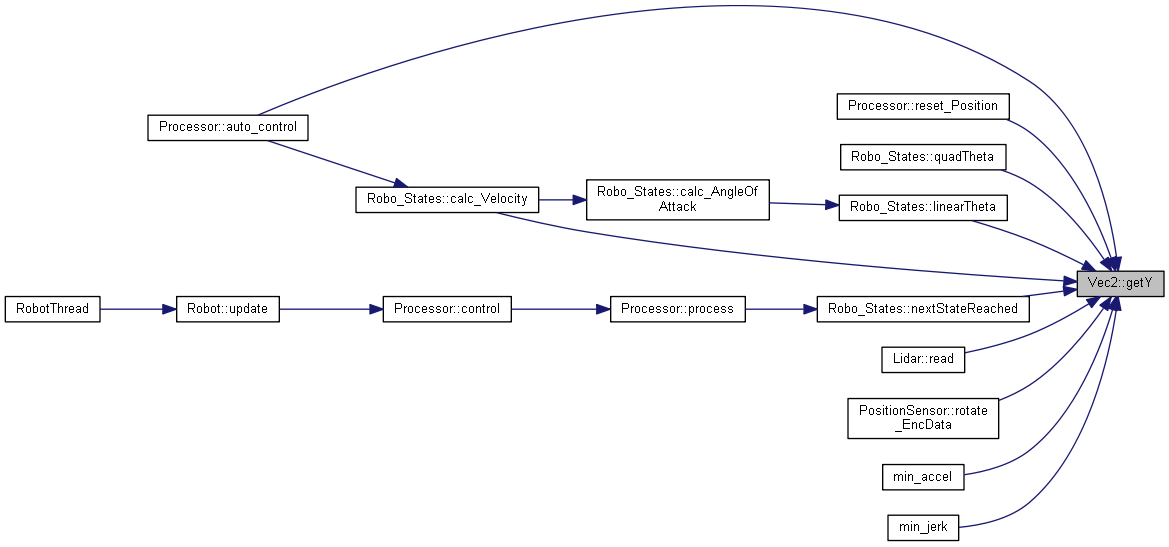 Processor::reset_Position
Processor::auto_control
Robo_States::quadTheta
Robo_States::calc_AngleOf
Attack
Robo_States::calc_Velocity
Robo_States::linearTheta
Vec2::getY
RobotThread
Robot::update
Processor::control
Processor::process
Robo_States::nextStateReached
Lidar::read
PositionSensor::rotate
_EncData
min_accel
min_jerk